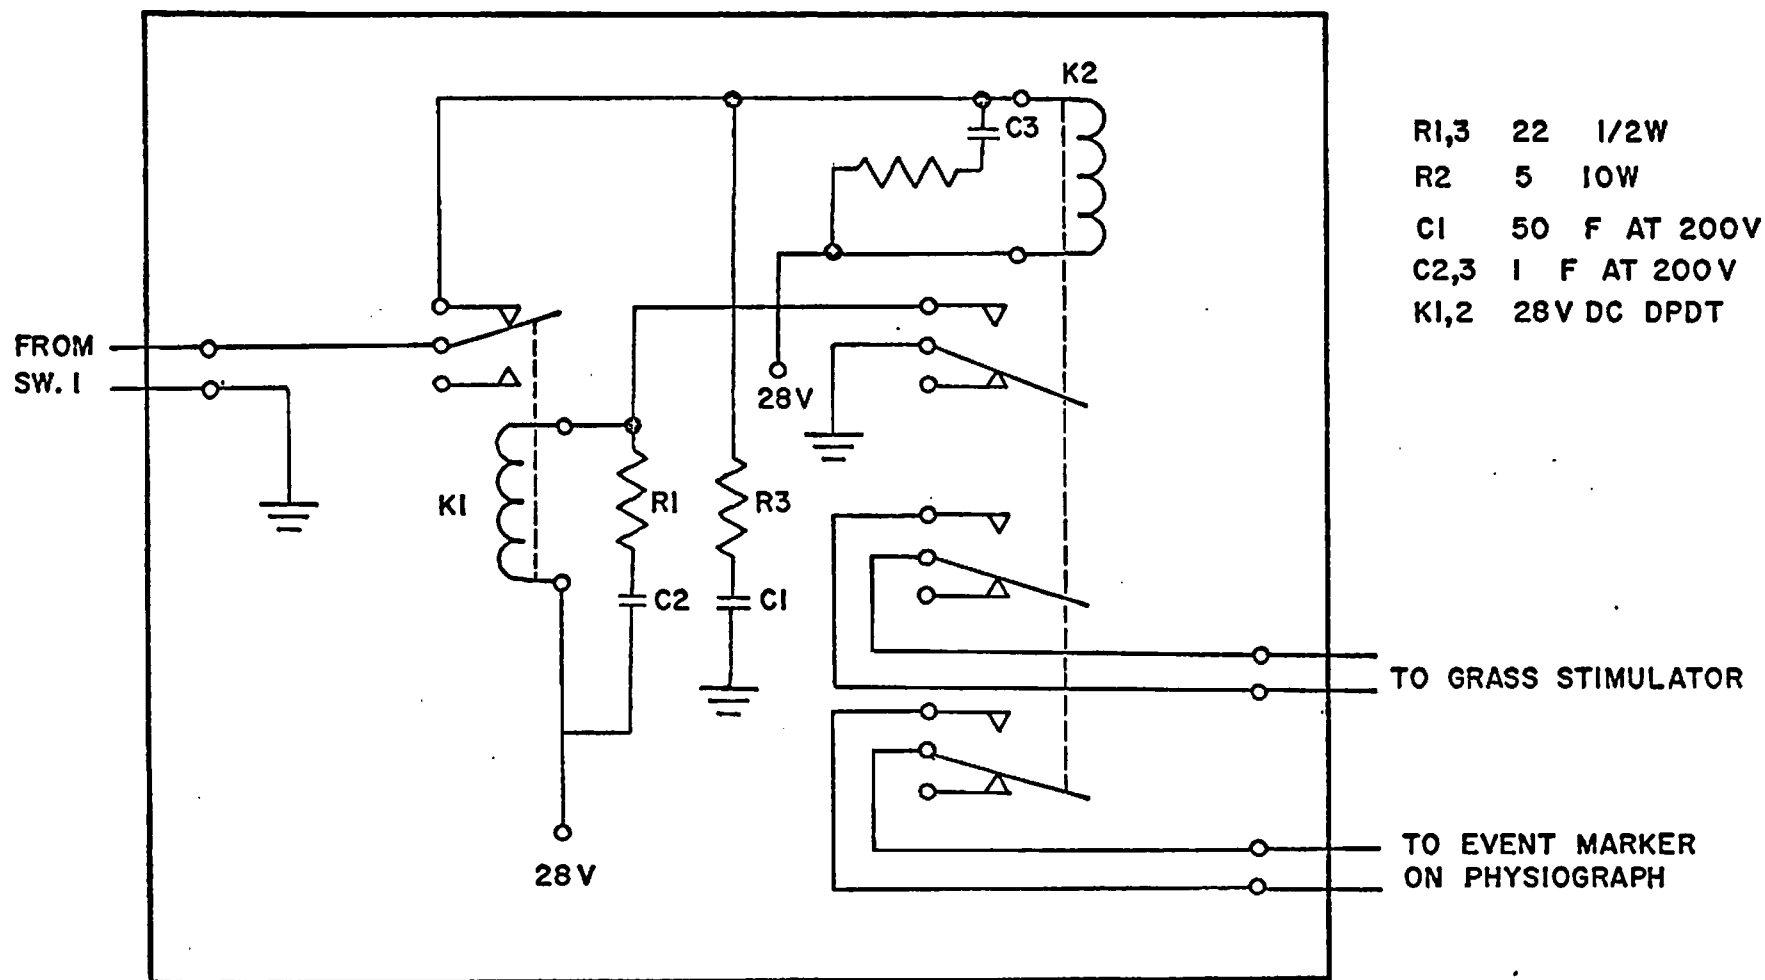 K2
C3
R1,3 22 1/2W
R2 5 10W
C1 50 F AT 200V
C2,3 1 F AT 200V
K1,2 28V DC DPDT
FROM
SW. 1
28V
K1
R1
R3
C2
C1
28V
TO GRASS STIMULATOR
TO EVENT MARKER
ON PHYSIOGRAPH